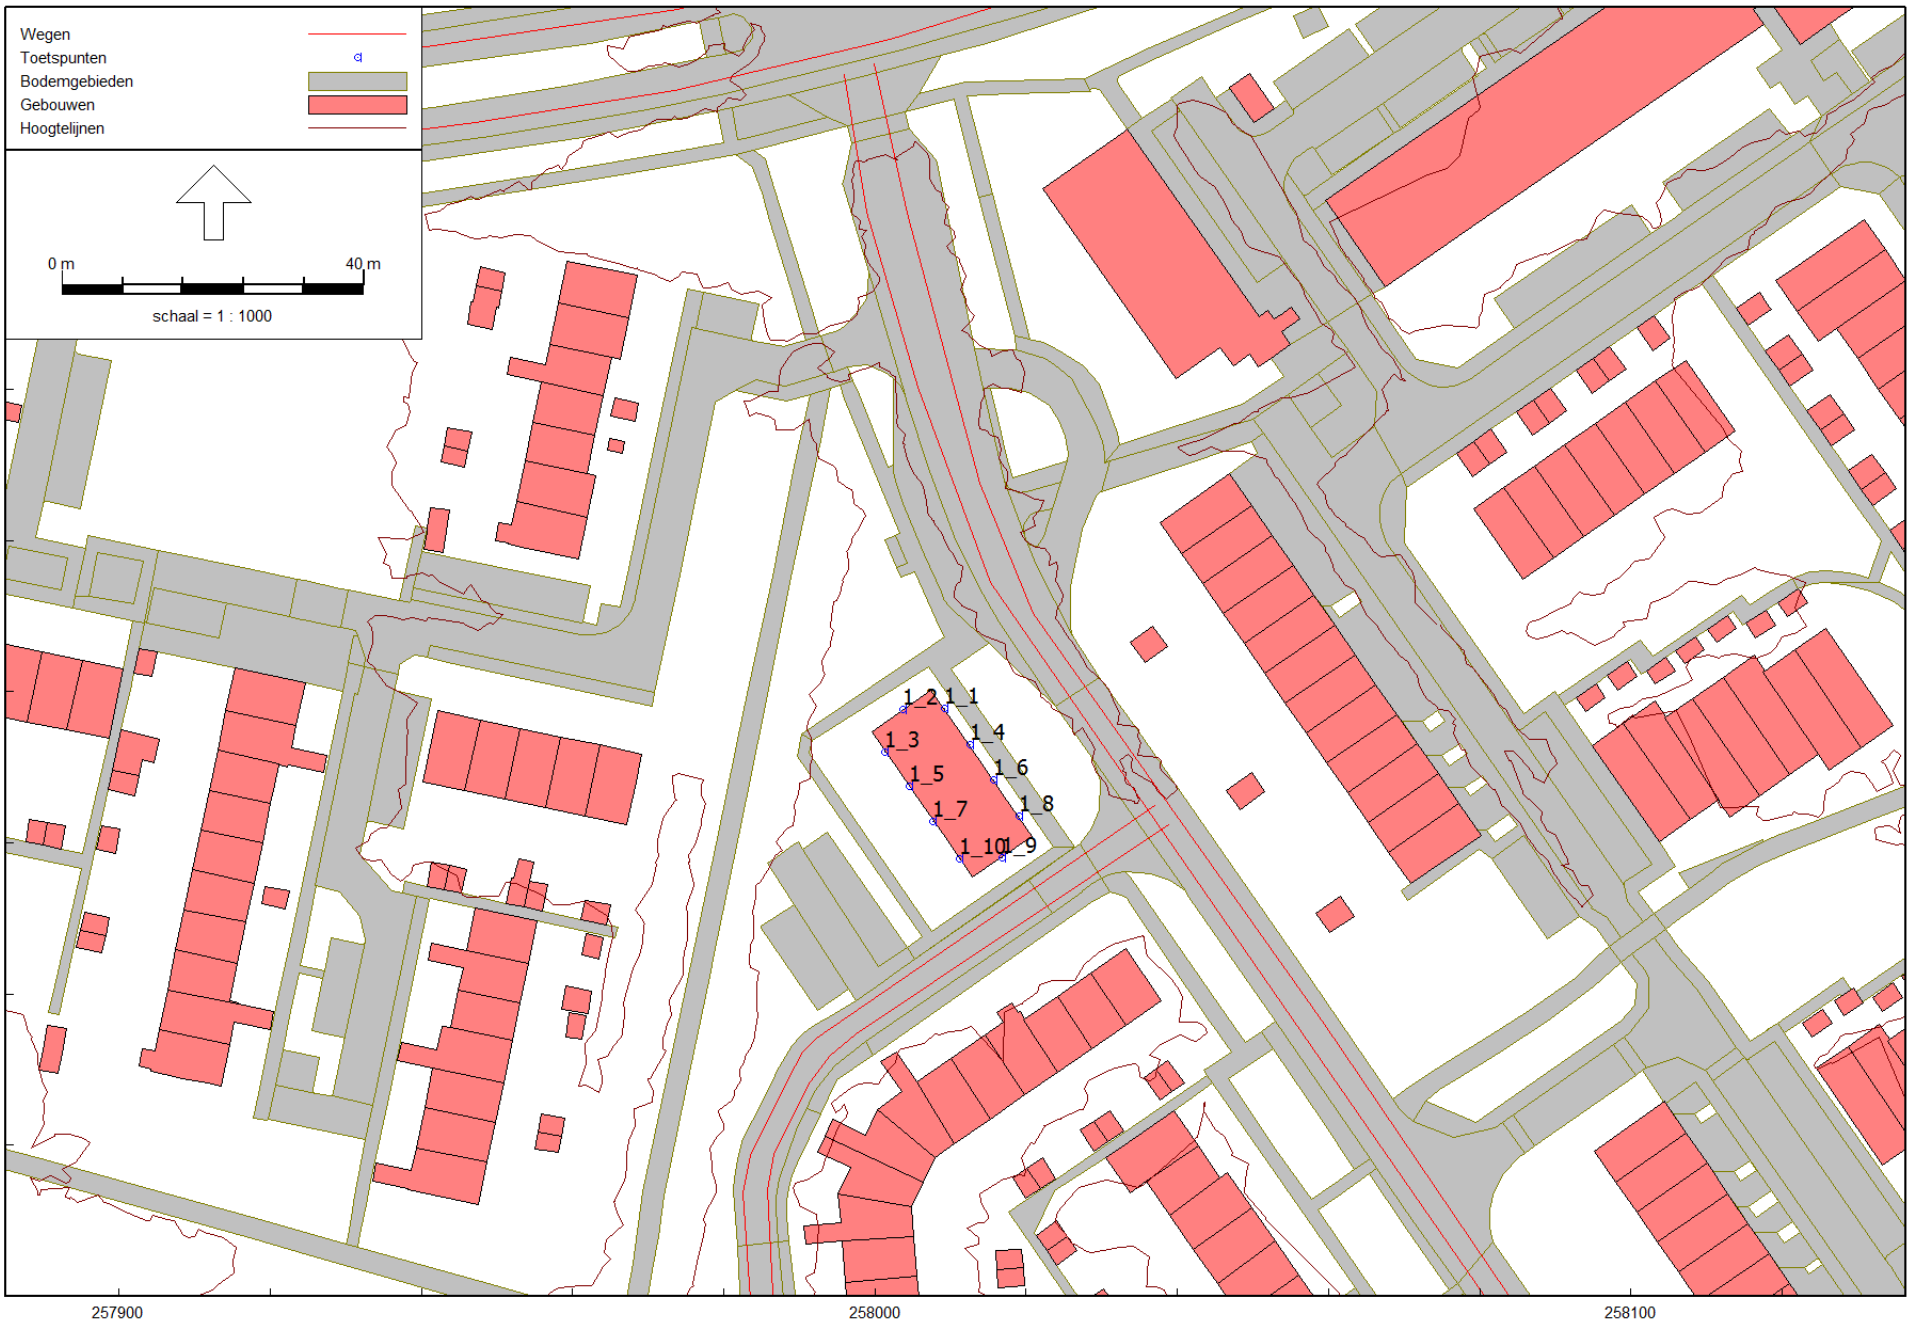 Wegen
Toetspunten
Bodemgebieden
Gebouwen
Hoogtelijnen
0 m 40 m
schaal = 1 : 1000
1_2 1_1
1_3 1_4
1_5 1_6
1_7 1_8
1_10 1_9
257900 258000 258100